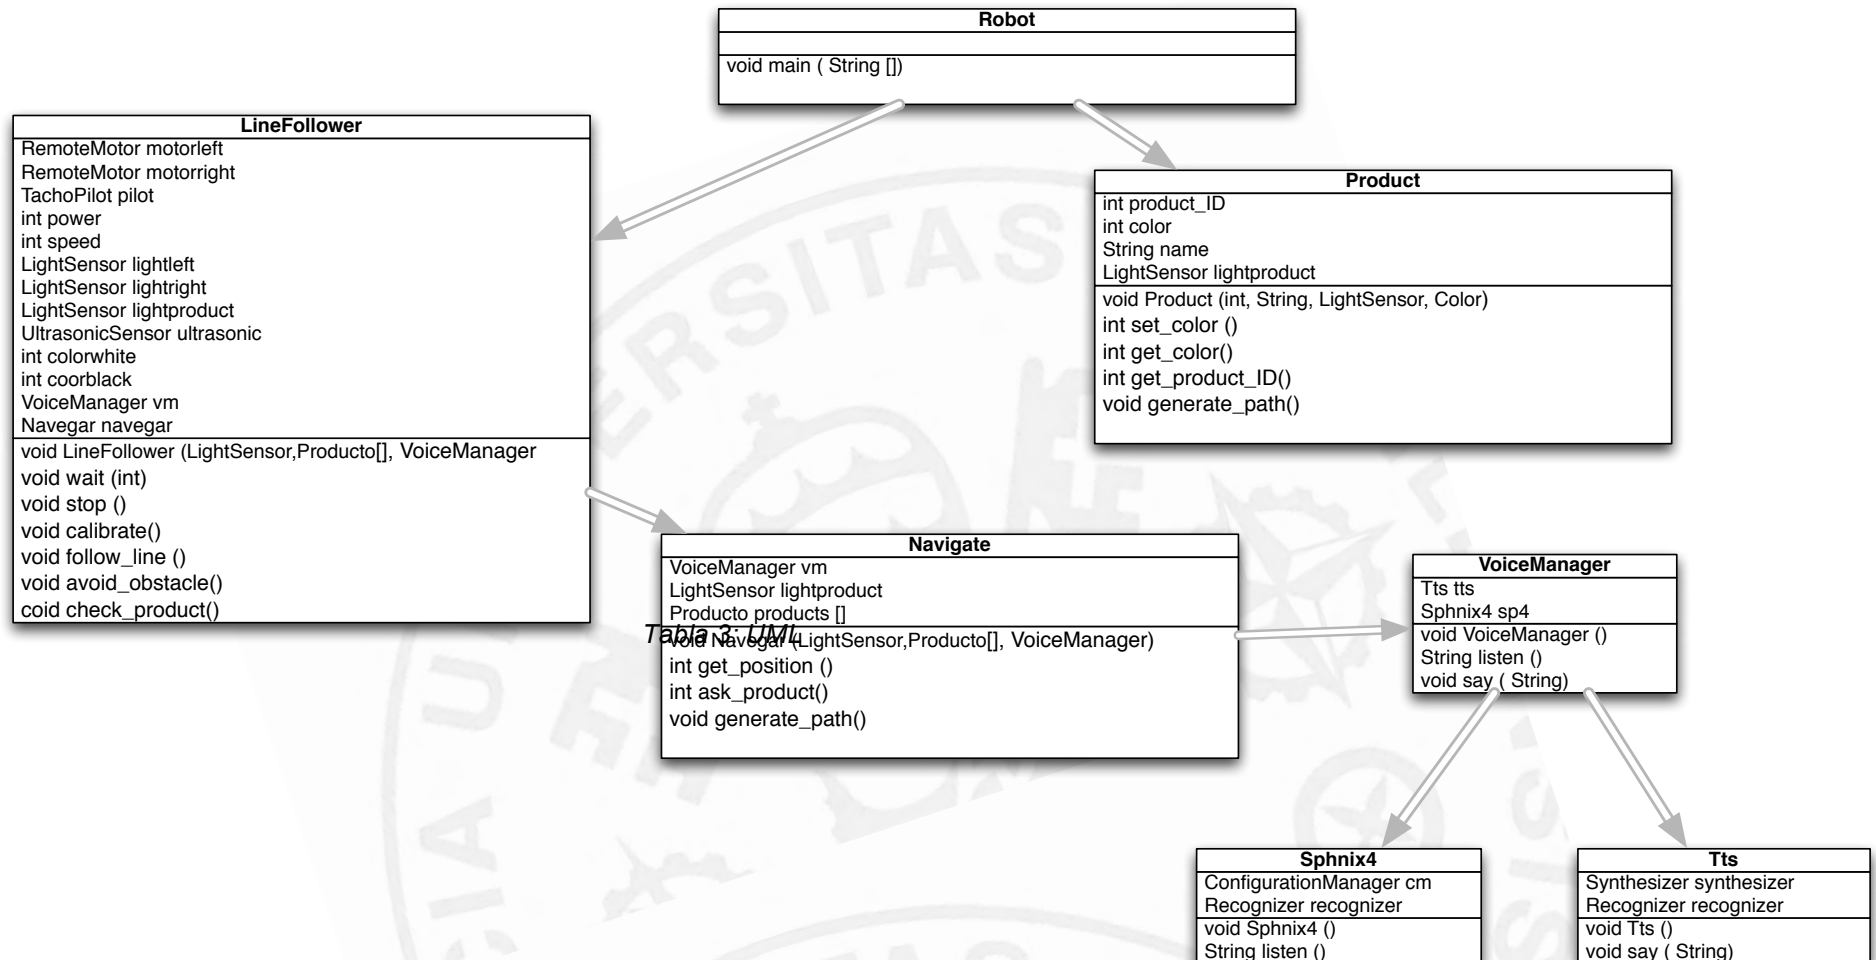 Robot
void main ( String [])
LineFollower
RemoteMotor motorleft
RemoteMotor motorright
TachoPilot pilot
int power
int speed
LightSensor lightleft
LightSensor lightright
LightSensor lightproduct
UltrasonicSensor ultrasonic
int colorwhite
int coorblack
VoiceManager vm
Navegar navegar
void LineFollower (LightSensor,Producto[], VoiceManager
void wait (int)
void stop ()
void calibrate()
void follow_line ()
void avoid_obstacle()
coid check_product()
Product
int product_ID
int color
String name
LightSensor lightproduct
void Product (int, String, LightSensor, Color)
int set_color ()
int get_color()
int get_product_ID()
void generate_path()
Navigate
VoiceManager vm
LightSensor lightproduct
Producto products []
Tabla 3: UML
void Navegar (LightSensor,Producto[], VoiceManager)
int get_position ()
int ask_product()
void generate_path()
VoiceManager
Tts tts
Sphnix4 sp4
void VoiceManager ()
String listen ()
void say ( String)
Sphnix4
ConfigurationManager cm
Recognizer recognizer
void Sphnix4 ()
String listen ()
Tts
Synthesizer synthesizer
Recognizer recognizer
void Tts ()
void say ( String)